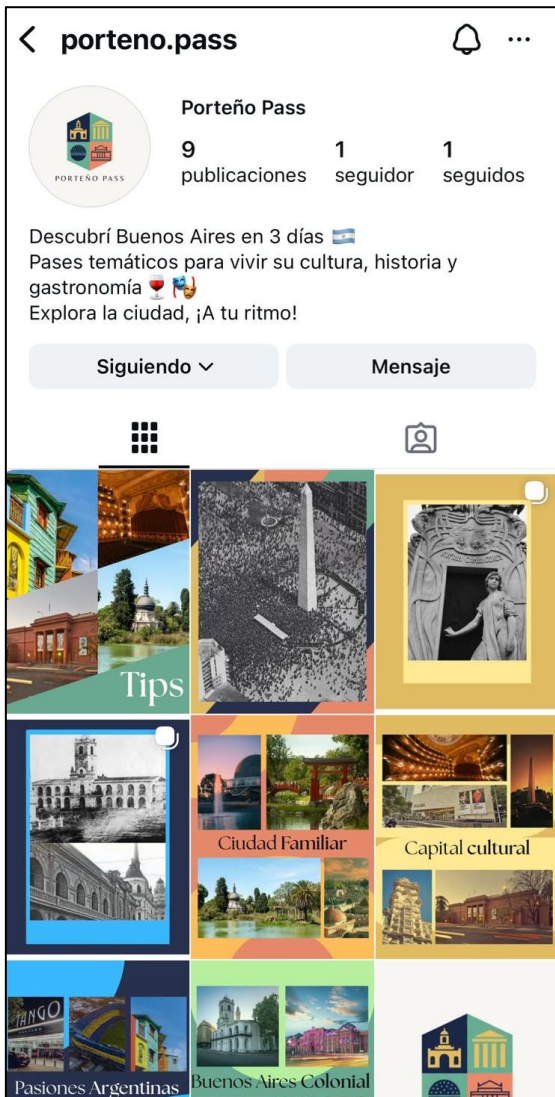 porteno.pass
Porteño Pass
9
publicaciones
1
seguidor
1
seguidos
PORTEÑO PASS
Descubrí Buenos Aires en 3 días 🇦🇷
Pases temáticos para vivir su cultura, historia y
gastronomía 🍷 🎭
Explora la ciudad, ¡A tu ritmo!
Siguiendo
Mensaje
Tips
Ciudad Familiar
Capital cultural
TANGO
Pasiones Argentinas
Buenos Aires Colonial